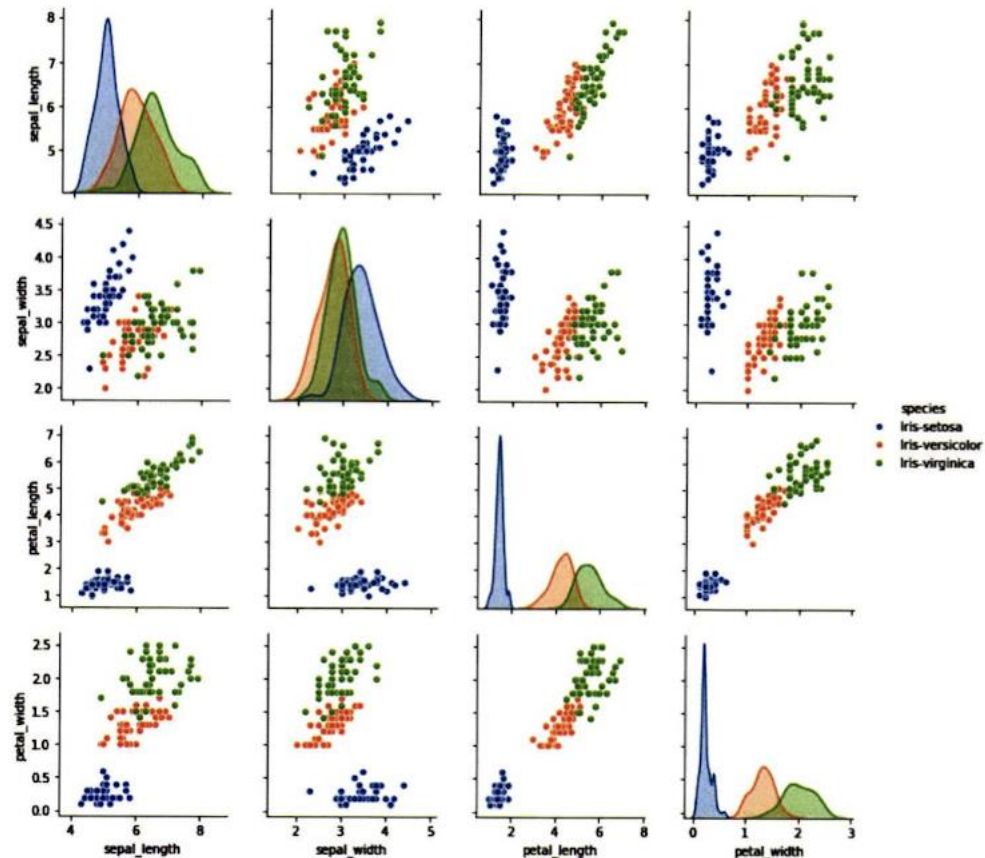 8
7
6
5
sepal_length
4.5
4.0
3.5
3.0
2.5
2.0
sepal_width
species
Iris-setosa
Iris-versicolor
Iris-virginica
7
6
5
4
3
2
1
petal_length
2.5
2.0
1.5
1.0
0.5
0.0
petal_width
4 6 8
sepal_length
2 3 4 5
sepal_width
2 4 6 8
petal_length
0 1 2 3
petal_width